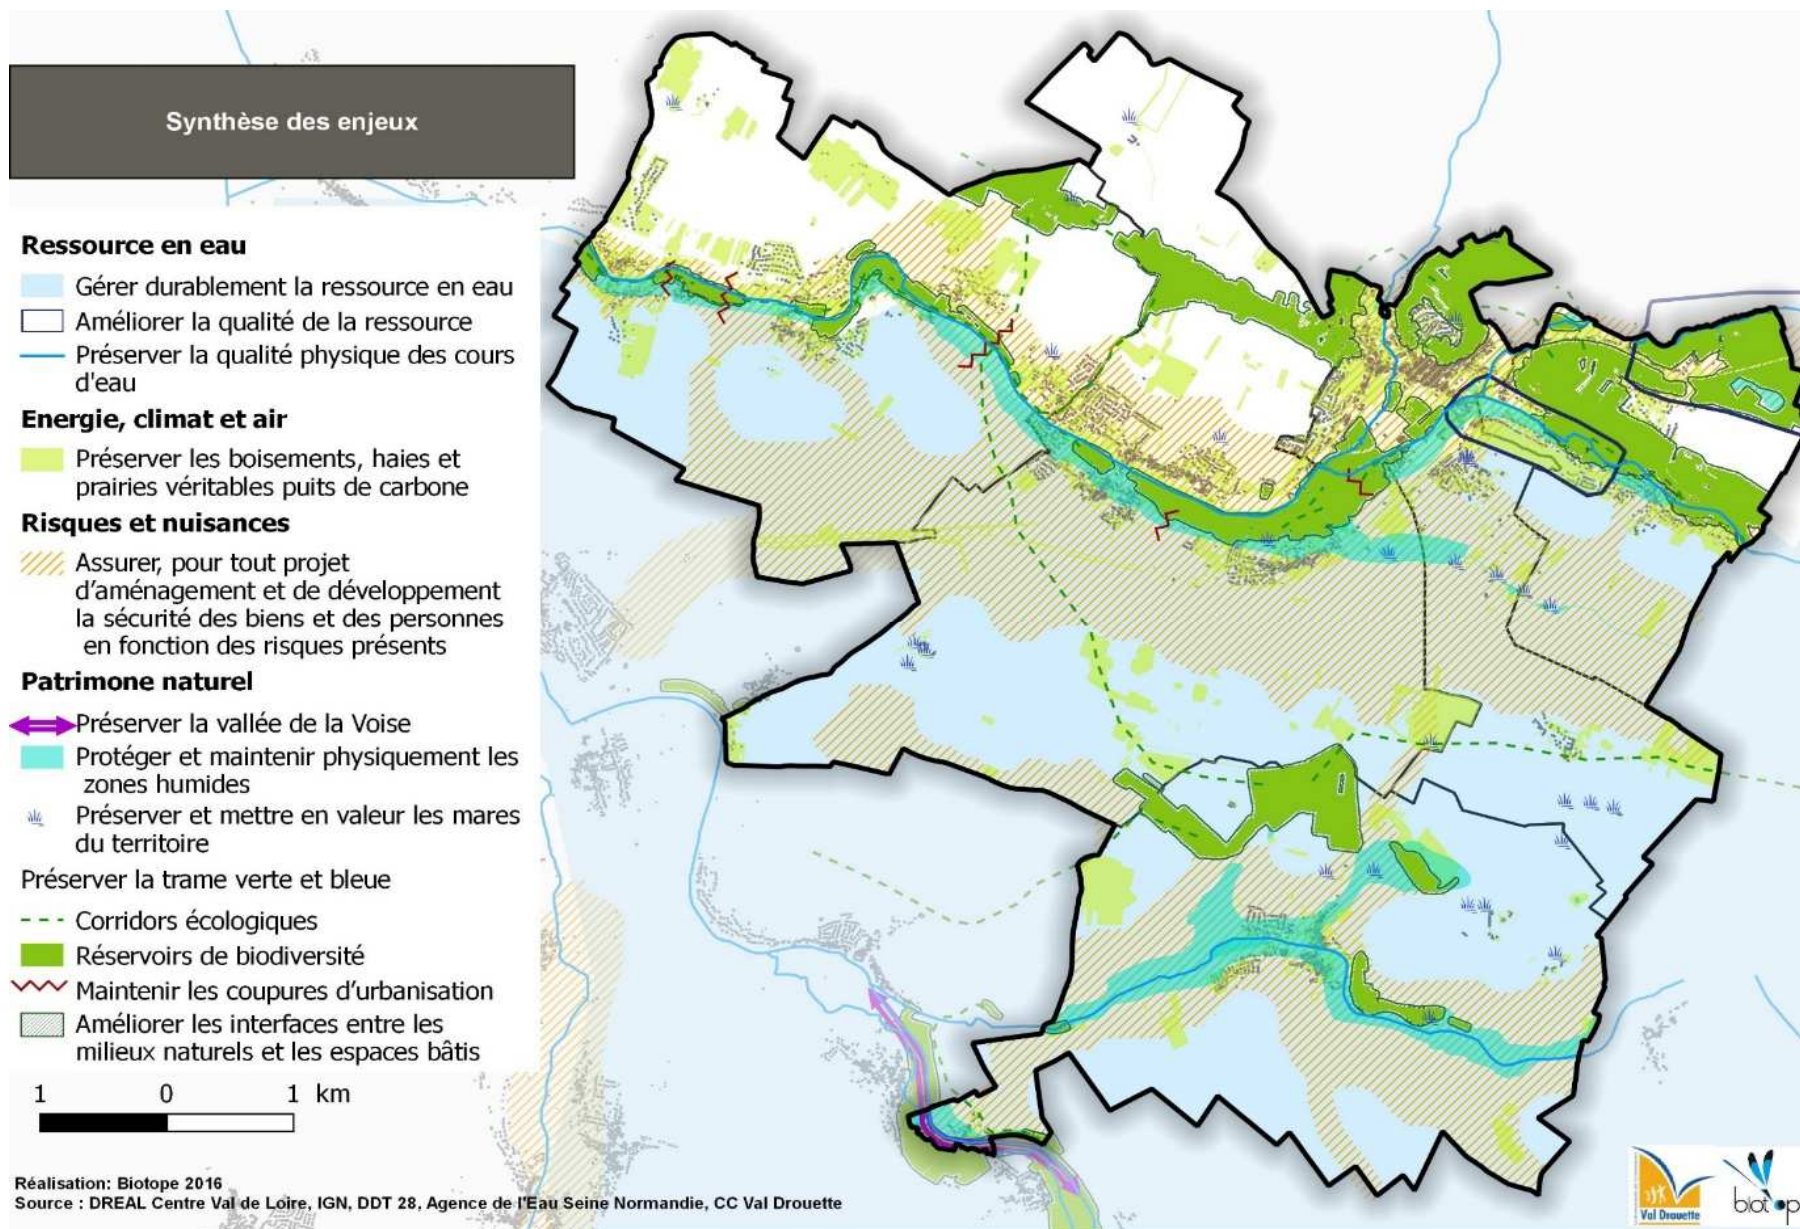 Synthèse des enjeux
Ressource en eau
Gérer durablement la ressource en eau
Améliorer la qualité de la ressource
Préserver la qualité physique des cours
d'eau
Energie, climat et air
Préserver les boisements, haies et
prairies véritables puits de carbone
Risques et nuisances
Assurer, pour tout projet
d’aménagement et de développement
la sécurité des biens et des personnes
en fonction des risques présents
Patrimone naturel
Préserver la vallée de la Voise
Protéger et maintenir physiquement les
zones humides
Préserver et mettre en valeur les mares
du territoire
Préserver la trame verte et bleue
Corridors écologiques
Réservoirs de biodiversité
Maintenir les coupures d’urbanisation
Améliorer les interfaces entre les
milieux naturels et les espaces bâtis
1 0 1 km
Réalisation: Biotope 2016
Source : DREAL Centre Val de Loire, IGN, DDT 28, Agence de l'Eau Seine Normandie, CC Val Drouette
Val Drouette
biotop